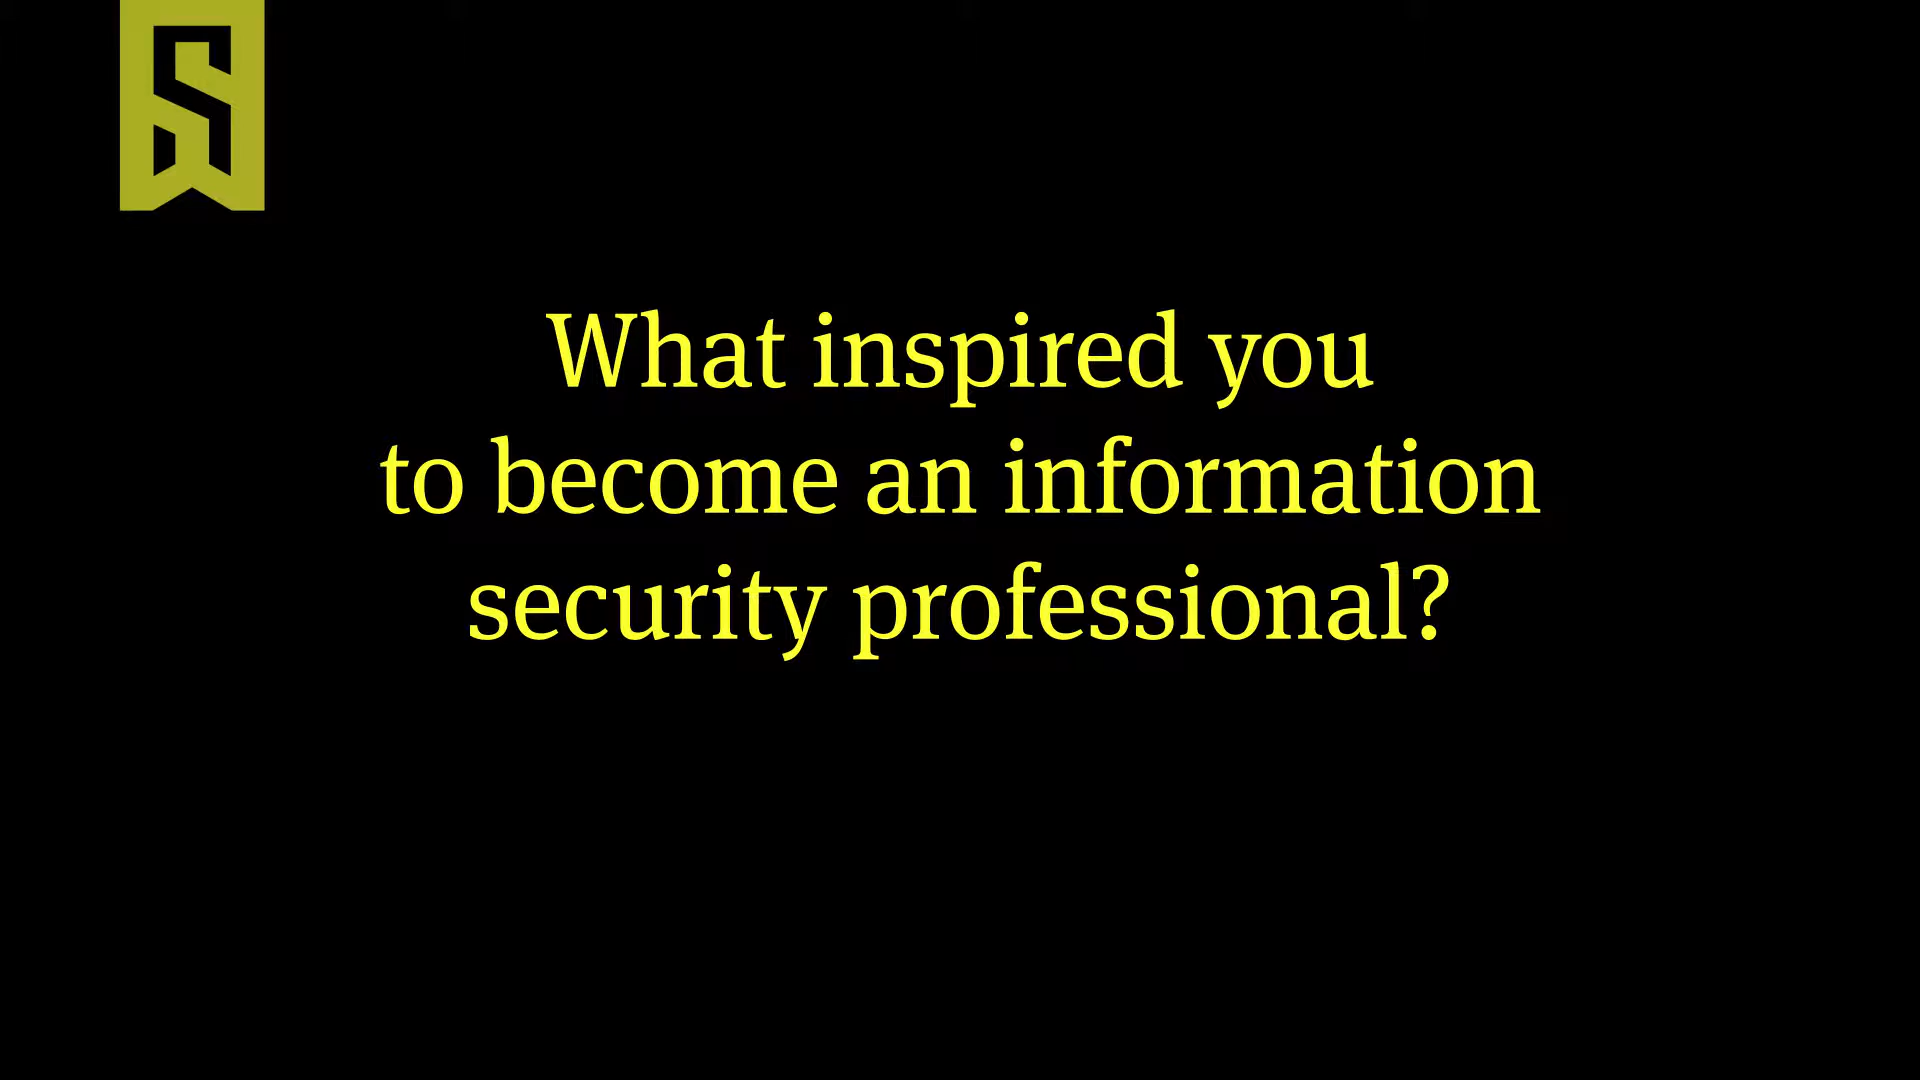 What inspired you
to become an information
security professional?